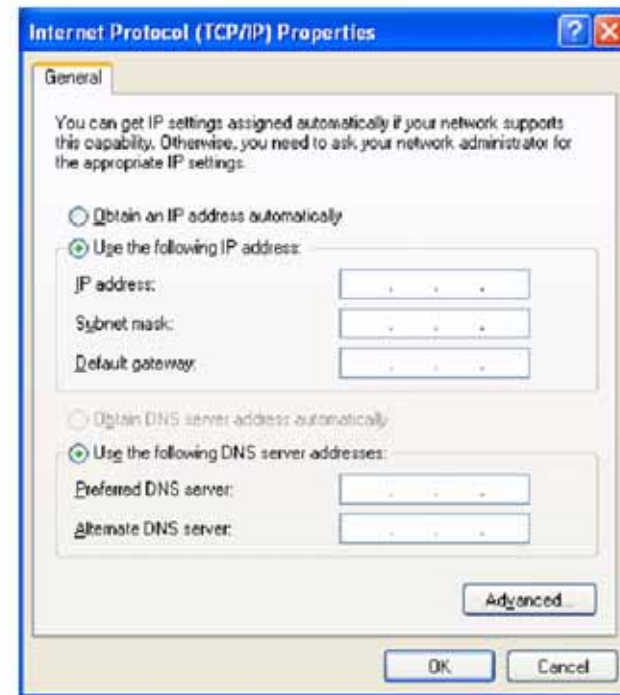 Internet Protocol (TCP/IP) Properties
General
You can get IP settings assigned automatically if your network supports
this capability. Otherwise, you need to ask your network administrator for
the appropriate IP settings.
Obtain an IP address automatically
Use the following IP address:
IP address:
Subnet mask:
Default gateway:
Obtain DNS server address automatically
Use the following DNS server addresses:
Preferred DNS server:
Alternate DNS server:
Advanced...
OK
Cancel